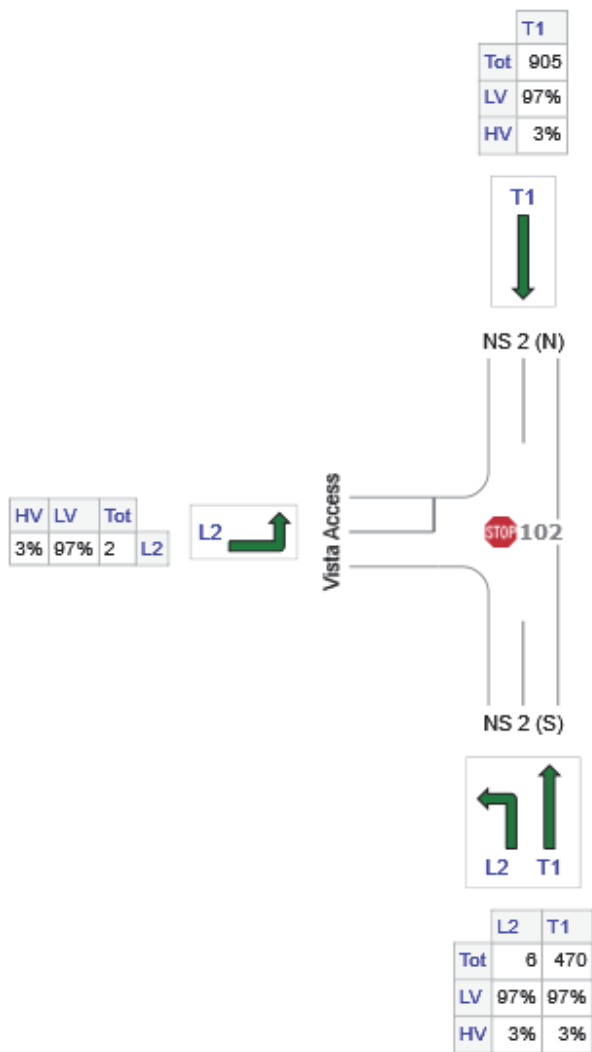 T1
Tot 905
LV 97%
HV 3%
T1
NS 2 (N)
HV LV Tot
3% 97% 2 L2
L2
Vista Access
STOP 102
NS 2 (S)
L2 T1
L2 T1
Tot 6 470
LV 97% 97%
HV 3% 3%